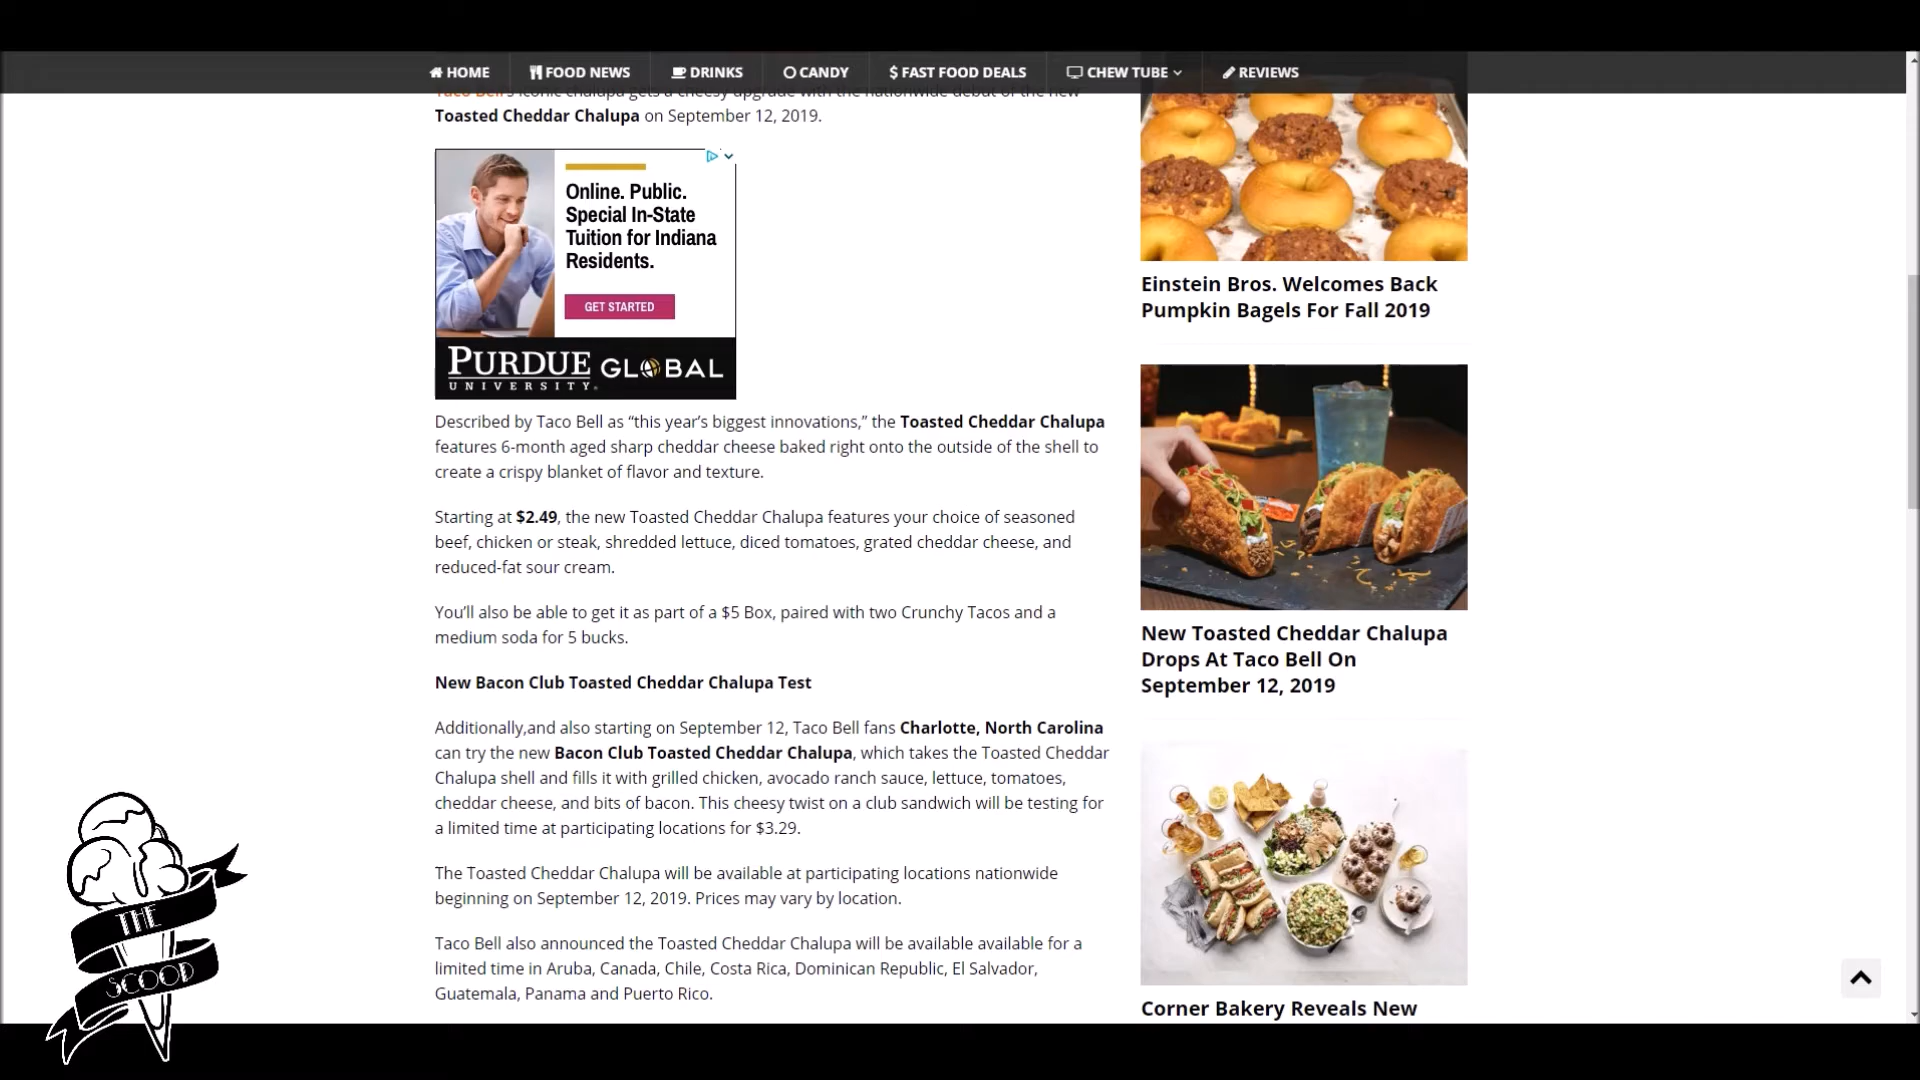 HOME FOOD NEWS DRINKS CANDY $ FAST FOOD DEALS CHEW TUBE REVIEWS
Taco Bell's iconic chalupa gets a cheesy upgrade with the nationwide debut of the new
Toasted Cheddar Chalupa on September 12, 2019.
Online. Public.
Special In-State
Tuition for Indiana
Residents.
GET STARTED
PURDUE GLOBAL
UNIVERSITY®
Described by Taco Bell as “this year’s biggest innovations,” the Toasted Cheddar Chalupa
features 6-month aged sharp cheddar cheese baked right onto the outside of the shell to
create a crispy blanket of flavor and texture.
Starting at $2.49, the new Toasted Cheddar Chalupa features your choice of seasoned
beef, chicken or steak, shredded lettuce, diced tomatoes, grated cheddar cheese, and
reduced-fat sour cream.
You’ll also be able to get it as part of a $5 Box, paired with two Crunchy Tacos and a
medium soda for 5 bucks.
New Bacon Club Toasted Cheddar Chalupa Test
Additionally,and also starting on September 12, Taco Bell fans Charlotte, North Carolina
can try the new Bacon Club Toasted Cheddar Chalupa, which takes the Toasted Cheddar
Chalupa shell and fills it with grilled chicken, avocado ranch sauce, lettuce, tomatoes,
cheddar cheese, and bits of bacon. This cheesy twist on a club sandwich will be testing for
a limited time at participating locations for $3.29.
The Toasted Cheddar Chalupa will be available at participating locations nationwide
beginning on September 12, 2019. Prices may vary by location.
Taco Bell also announced the Toasted Cheddar Chalupa will be available available for a
limited time in Aruba, Canada, Chile, Costa Rica, Dominican Republic, El Salvador,
Guatemala, Panama and Puerto Rico.
Einstein Bros. Welcomes Back
Pumpkin Bagels For Fall 2019
New Toasted Cheddar Chalupa
Drops At Taco Bell On
September 12, 2019
Corner Bakery Reveals New
THE
SCOOP